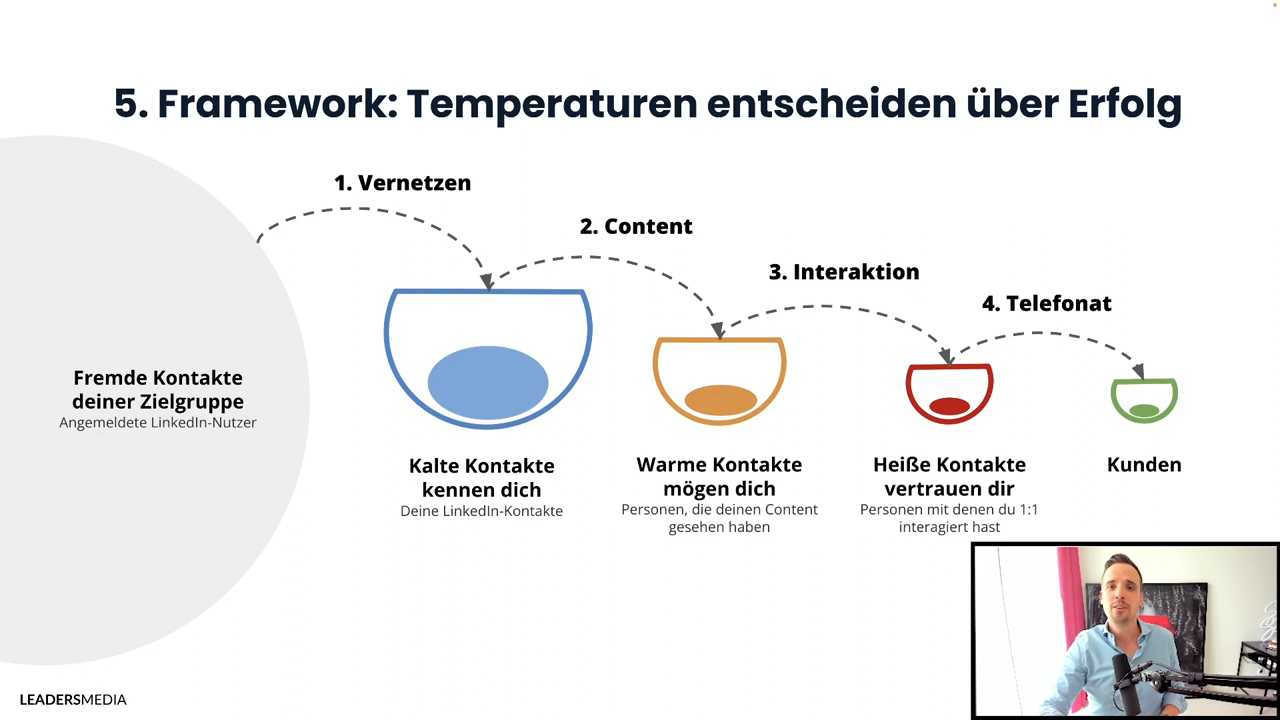 5. Framework: Temperaturen entscheiden über Erfolg
1. Vernetzen
2. Content
3. Interaktion
4. Telefonat
Fremde Kontakte
deiner Zielgruppe
Angemeldete LinkedIn-Nutzer
Kalte Kontakte
kennen dich
Deine LinkedIn-Kontakte
Warme Kontakte
mögen dich
Personen, die deinen Content
gesehen haben
Heiße Kontakte
vertrauen dir
Personen mit denen du 1:1
interagiert hast
Kunden
LEADERSMEDIA